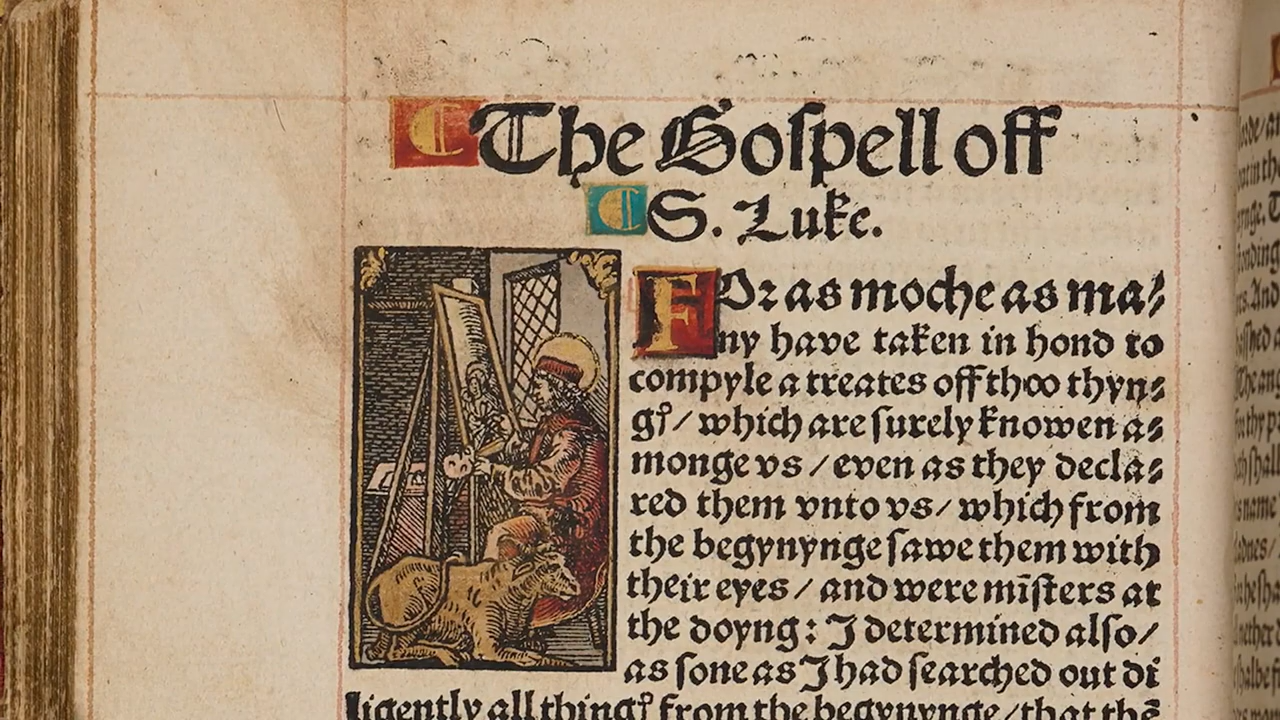 The Goſpell off
S. Luke.
FOr as moche as ma⸗
ny have taken in hond to
compyle a treates off thoo thyn⸗
gꝭ / which are ſurely knowen a⸗
monge vs / even as they decla⸗
red them vnto vs / which from
the begynynge ſawe them with
their eyes / and were miſters at
the doyng: I determined alſo /
as ſone as I had ſearched out di
ligently all thingꝭ from the begynynge / that thē